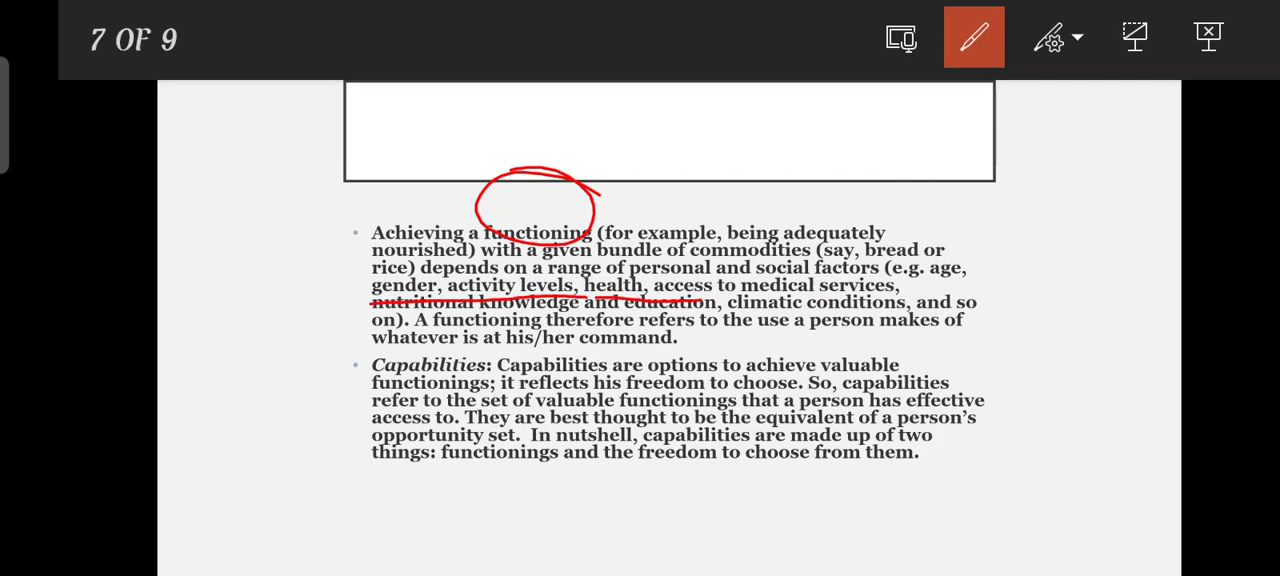 7 OF 9
• Achieving a functioning (for example, being adequately
nourished) with a given bundle of commodities (say, bread or
rice) depends on a range of personal and social factors (e.g. age,
gender, activity levels, health, access to medical services,
nutritional knowledge and education, climatic conditions, and so
on). A functioning therefore refers to the use a person makes of
whatever is at his/her command.
• Capabilities: Capabilities are options to achieve valuable
functionings; it reflects his freedom to choose. So, capabilities
refer to the set of valuable functionings that a person has effective
access to. They are best thought to be the equivalent of a person’s
opportunity set. In nutshell, capabilities are made up of two
things: functionings and the freedom to choose from them.